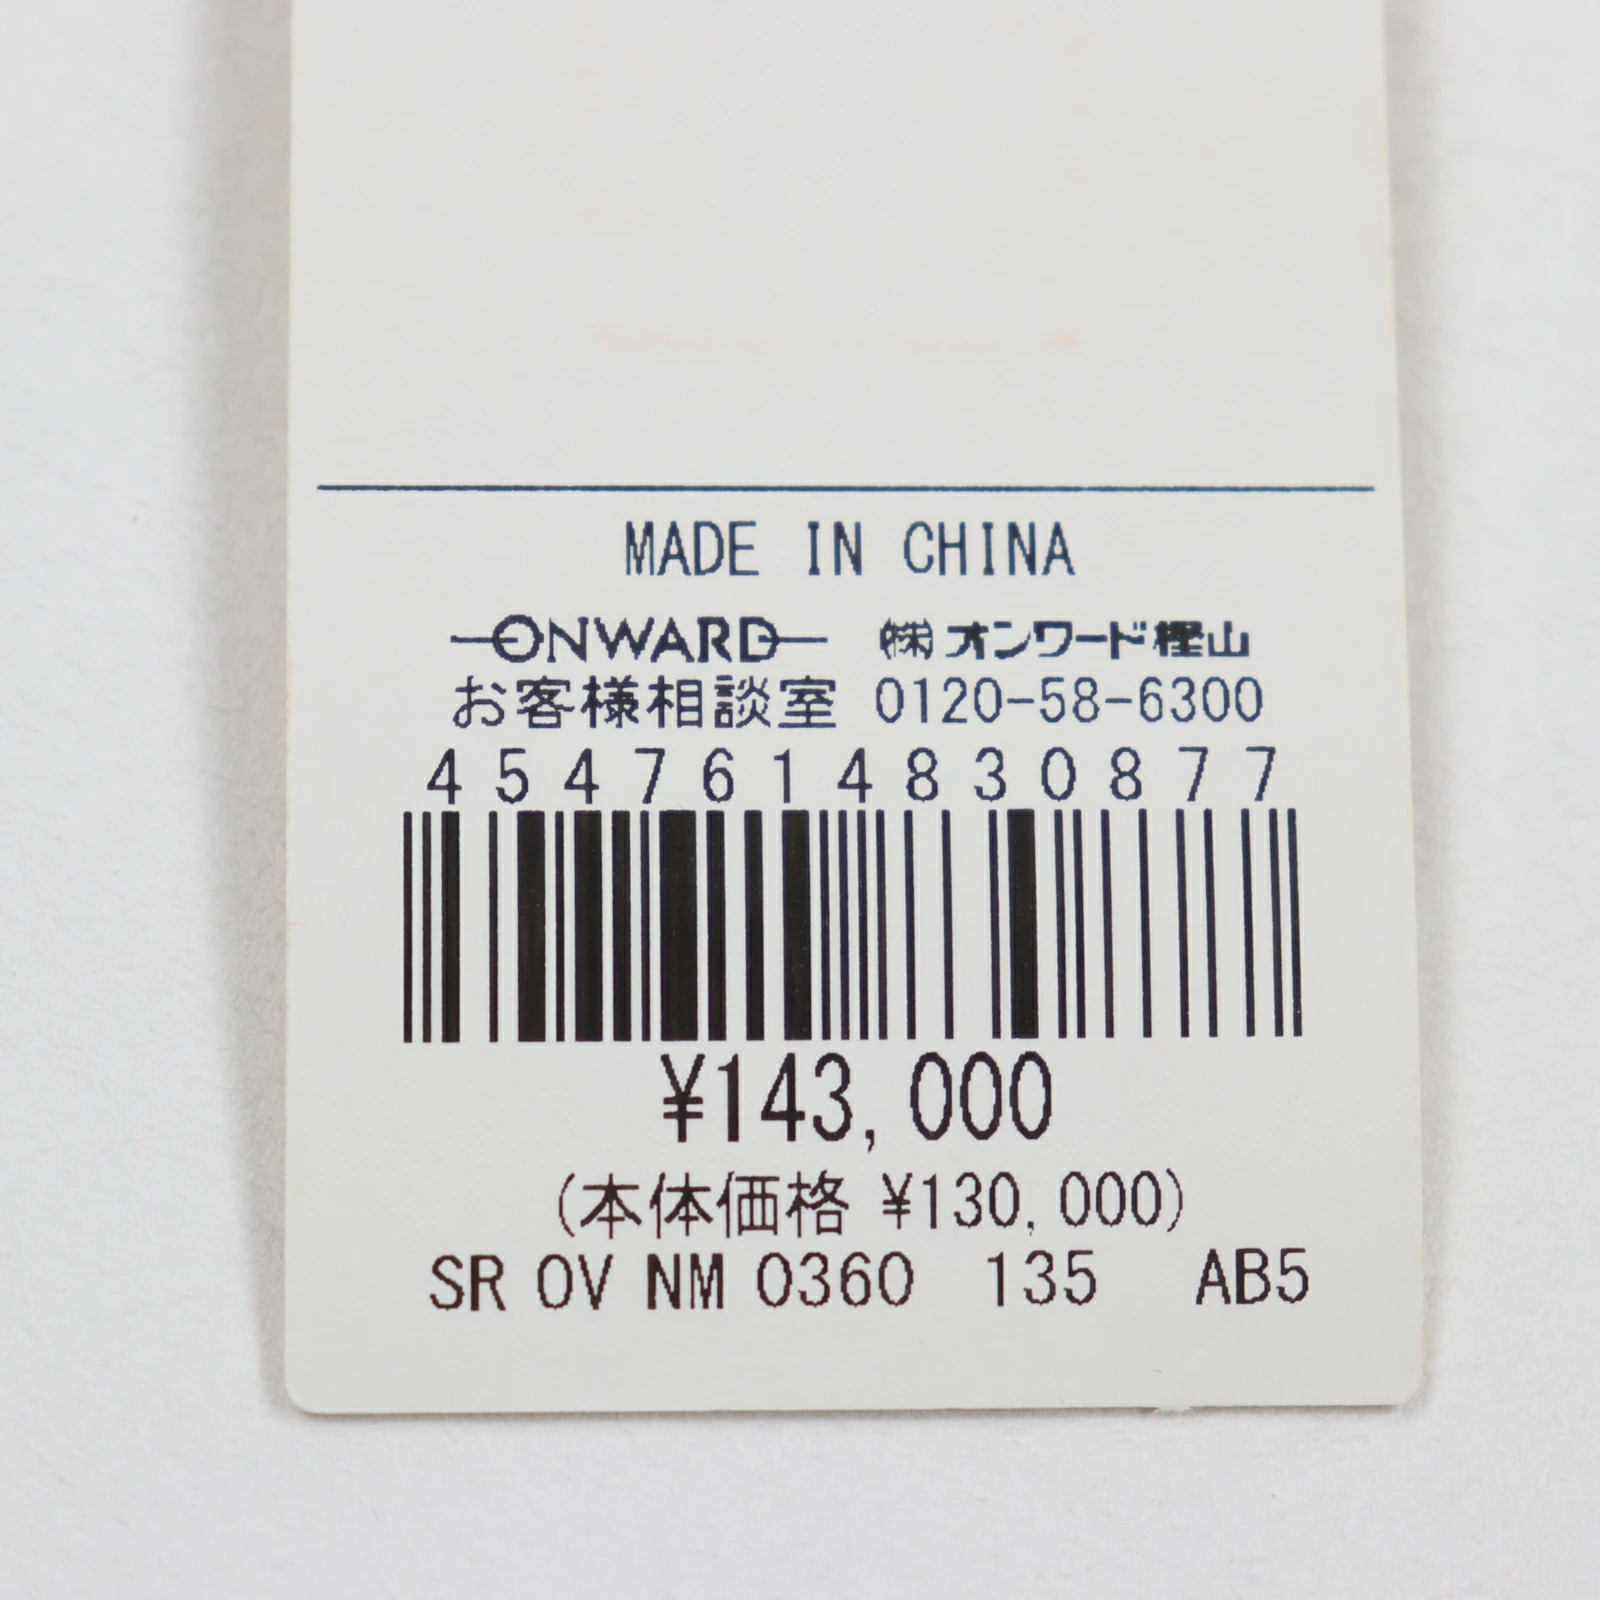 MADE IN CHINA
ONWARD ㈱オンワード樫山
お客様相談室 0120-58-6300
4547614830877
¥143,000
(本体価格 ¥130,000)
SR OV NM 0360 135 AB5